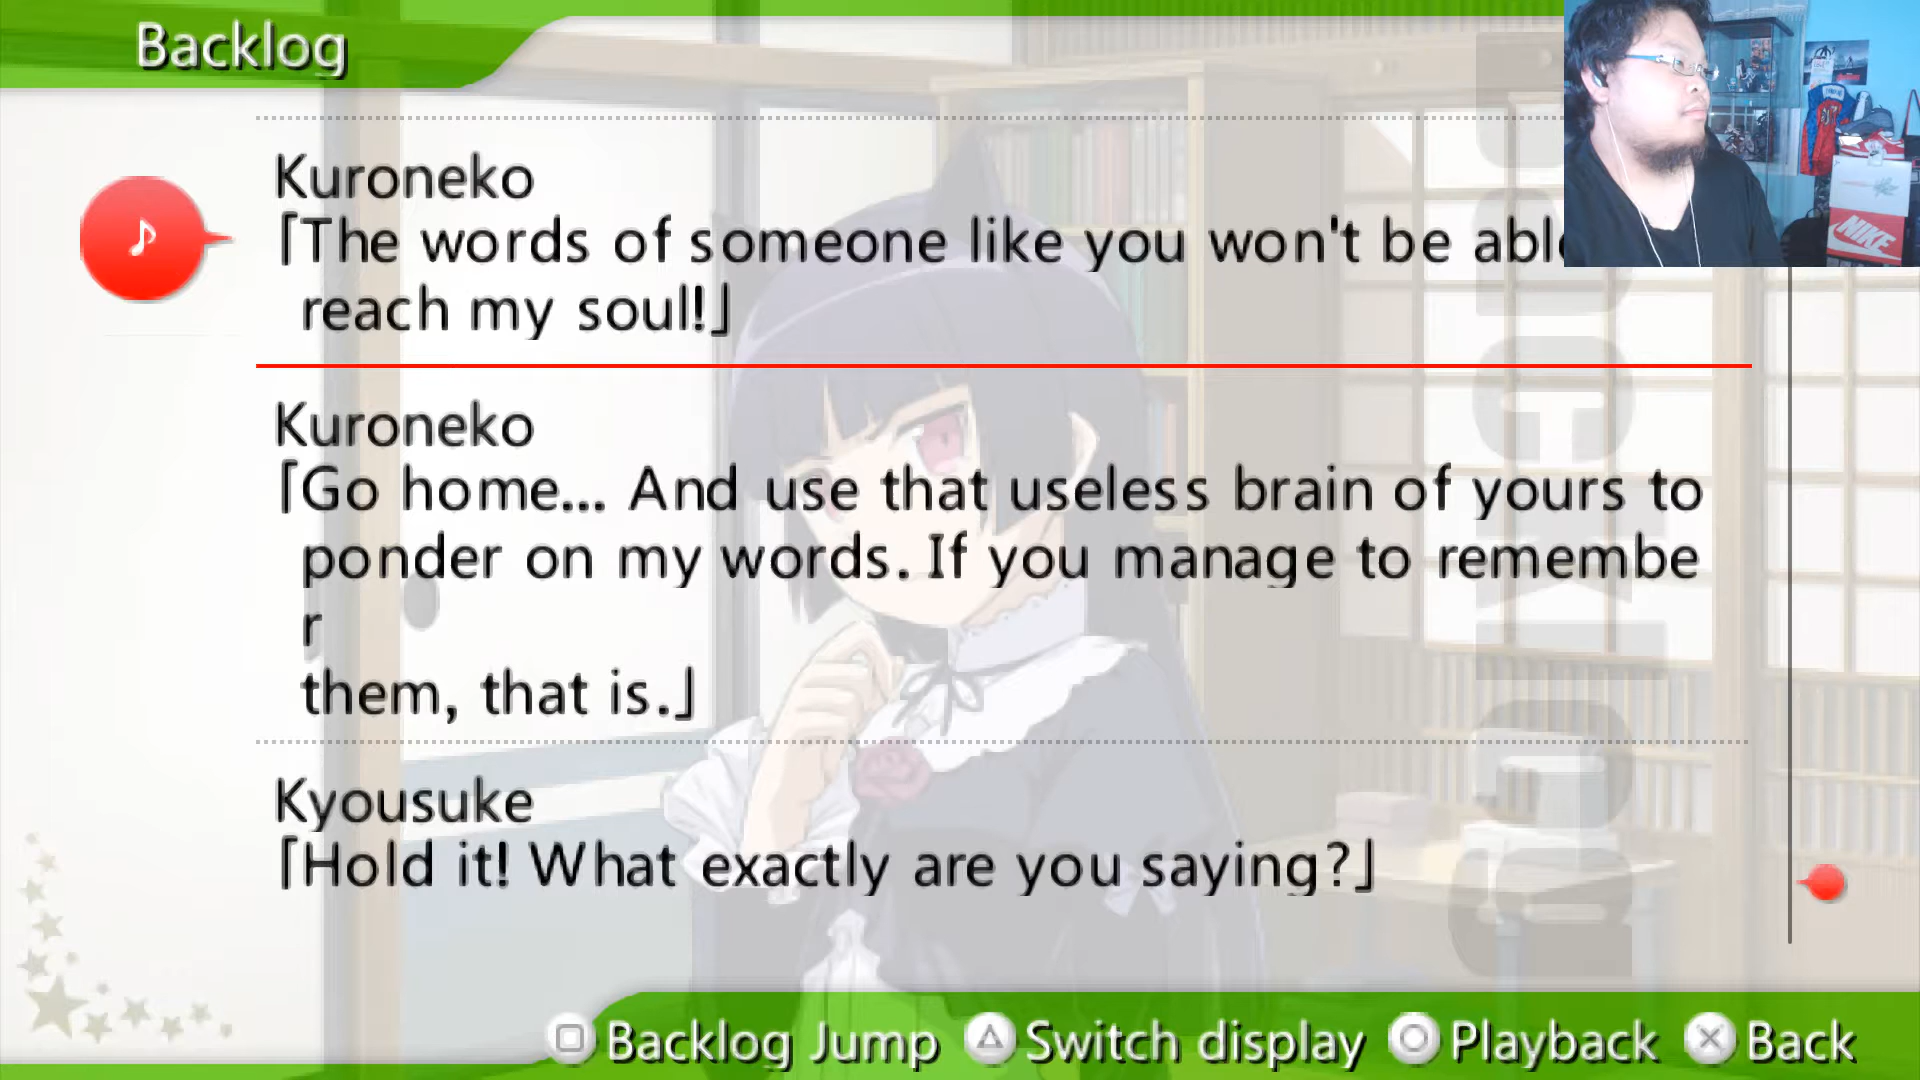 Backlog
Kuroneko
「The words of someone like you won't be abl
reach my soul!」
Kuroneko
「Go home... And use that useless brain of yours to
ponder on my words. If you manage to remembe
r
them, that is.」
Kyousuke
「Hold it! What exactly are you saying?」
Backlog Jump Switch display Playback Back
NIKE